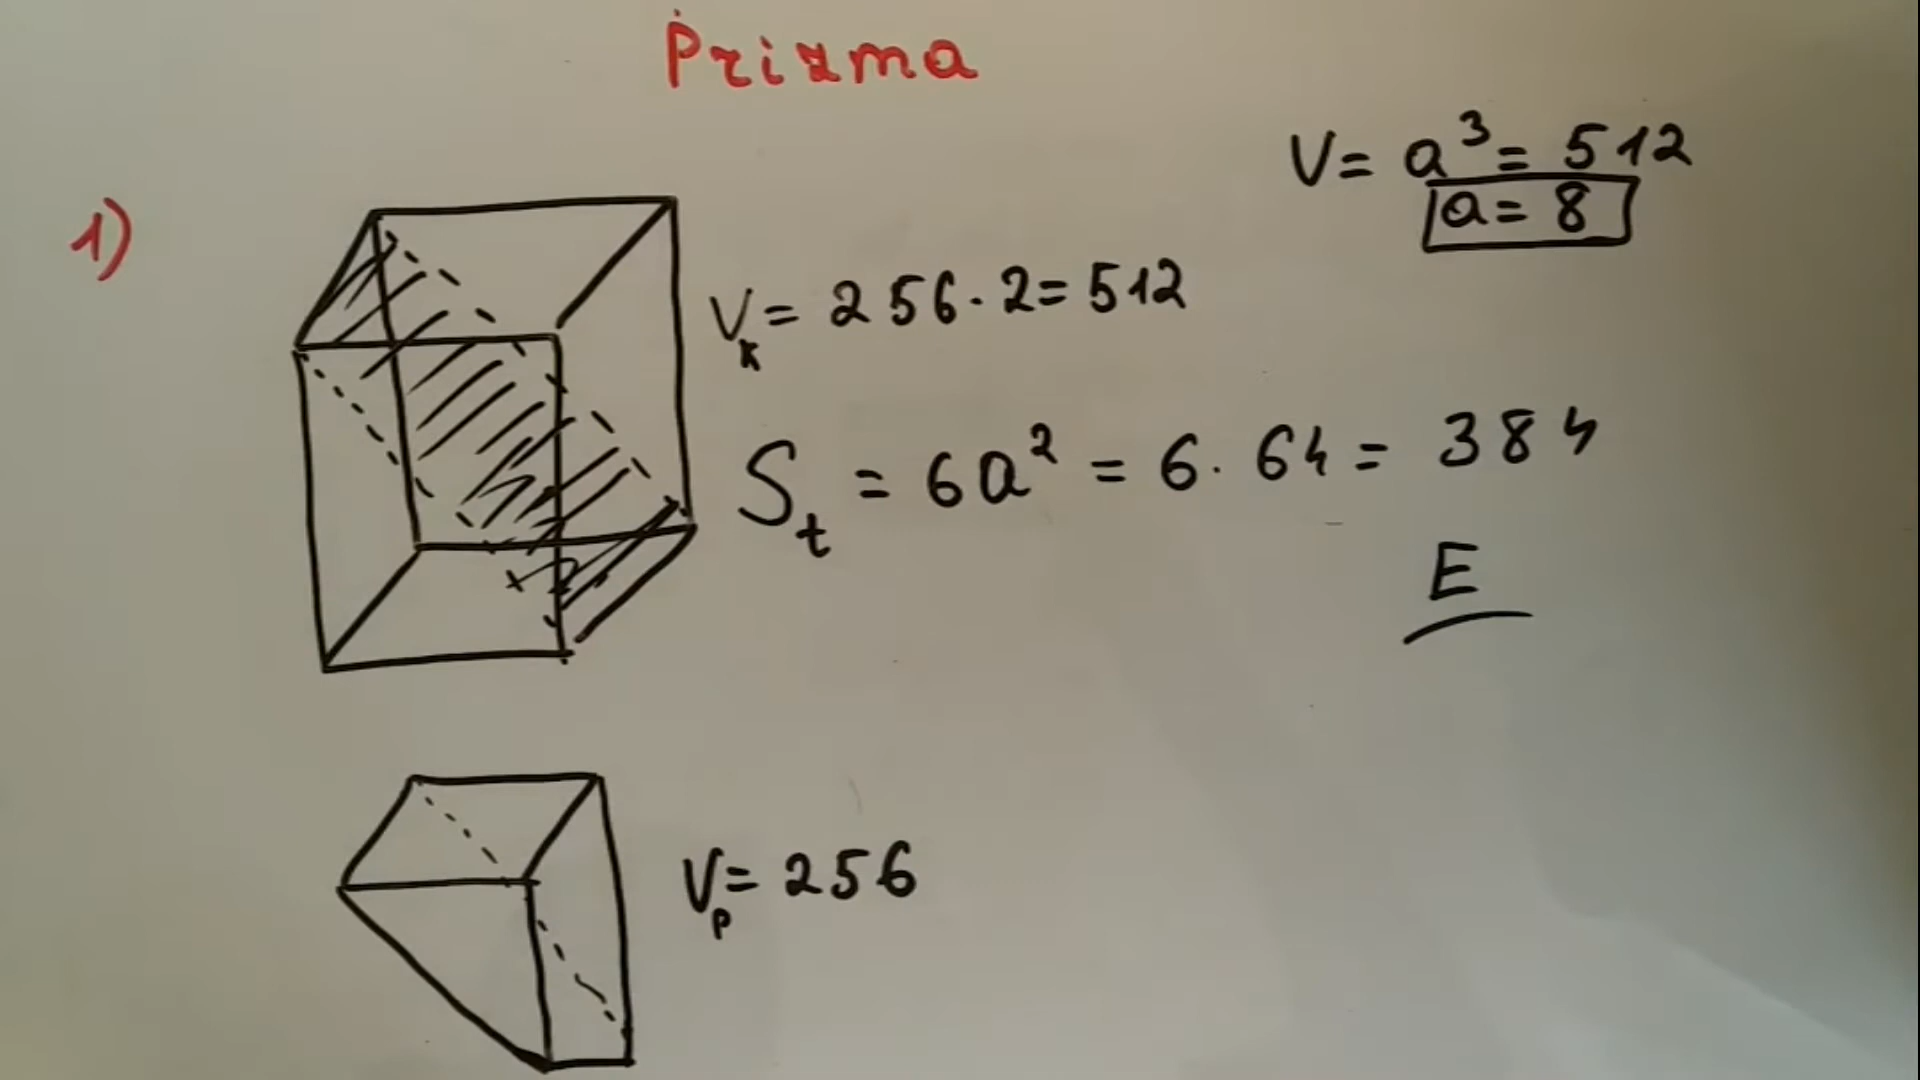 Prizma
1)
V = a³ = 512
a = 8
Vₖ = 256 · 2 = 512
Sₜ = 6a² = 6 · 64 = 384
E
Vₚ = 256